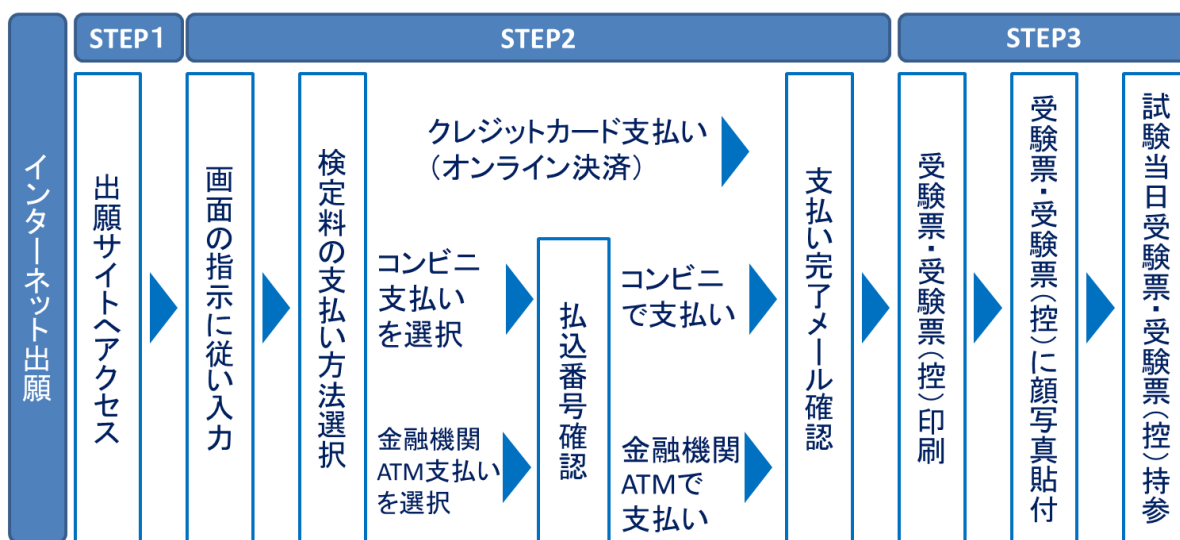 インターネット出願
STEP1
STEP2
STEP3
出願サイトへアクセス
画面の指示に従い入力
検定料の支払い方法選択
クレジットカード支払い
（オンライン決済）
コンビニ
支払い
を選択
金融機関
ATM支払い
を選択
払込番号確認
コンビニ
で支払い
金融機関
ATMで
支払い
支払い完了メール確認
受験票・受験票（控）印刷
受験票・受験票（控）に顔写真貼付
試験当日受験票・受験票（控）持参